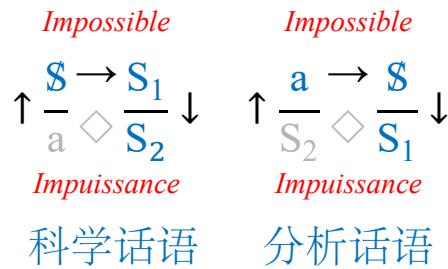 Impossible Impossible
↑ $ → S₁ ↓ ↑ a → $ ↓
a ◇ S₂ S₂ ◇ S₁
Impuissance Impuissance
科学话语 分析话语